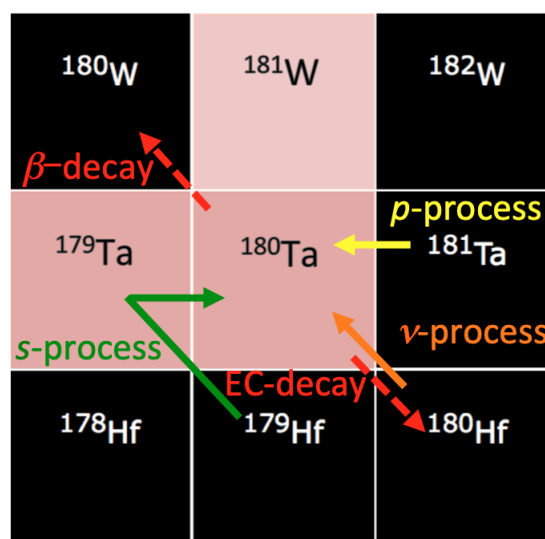 ¹⁸⁰W ¹⁸¹W ¹⁸²W
β–decay
p-process
¹⁷⁹Ta ¹⁸⁰Ta ¹⁸¹Ta
s-process ν-process
EC-decay
¹⁷⁸Hf ¹⁷⁹Hf ¹⁸⁰Hf